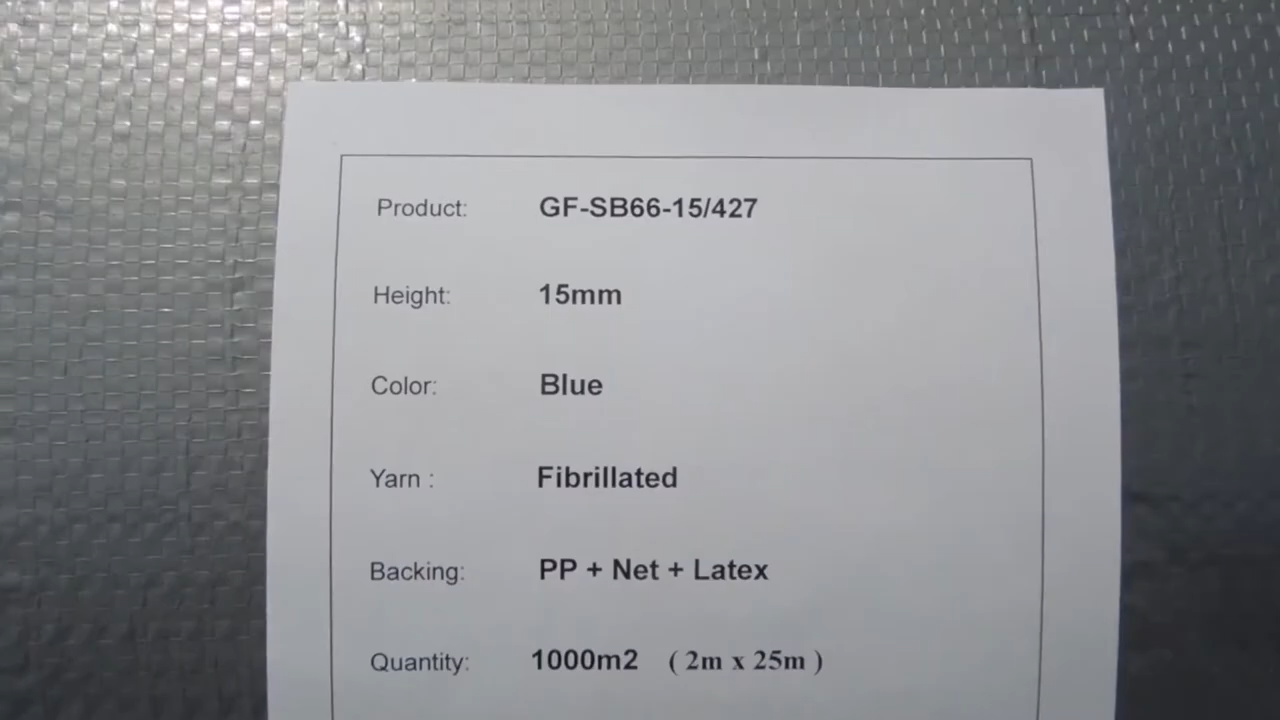 Product: GF-SB66-15/427
Height: 15mm
Color: Blue
Yarn : Fibrillated
Backing: PP + Net + Latex
Quantity: 1000m2 ( 2m x 25m )